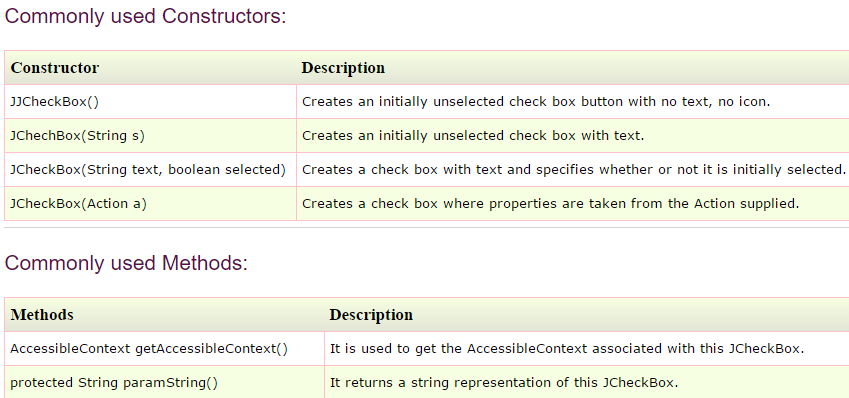 Commonly used Constructors:
Constructor Description
JJCheckBox() Creates an initially unselected check box button with no text, no icon.
JChechBox(String s) Creates an initially unselected check box with text.
JCheckBox(String text, boolean selected) Creates a check box with text and specifies whether or not it is initially selected.
JCheckBox(Action a) Creates a check box where properties are taken from the Action supplied.
Commonly used Methods:
Methods Description
AccessibleContext getAccessibleContext() It is used to get the AccessibleContext associated with this JCheckBox.
protected String paramString() It returns a string representation of this JCheckBox.